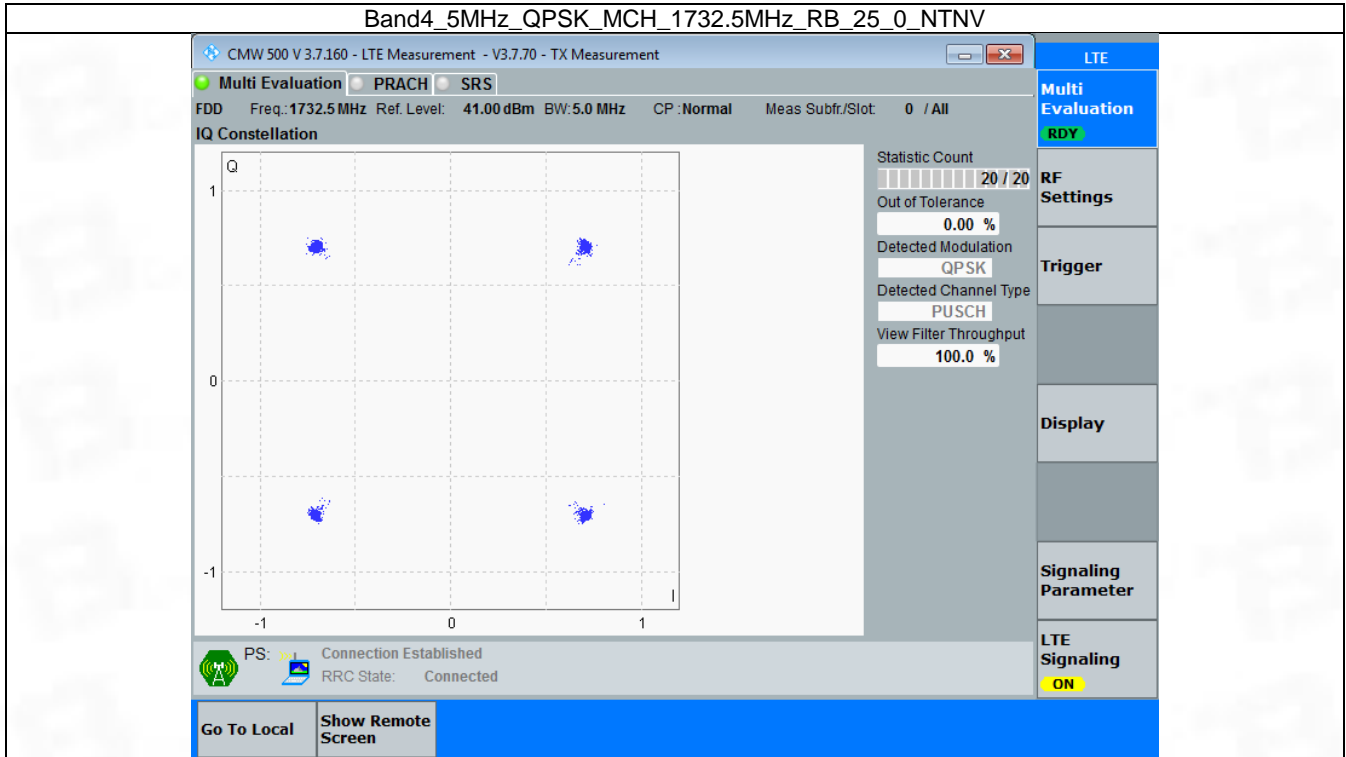 Band4_5MHz_QPSK_MCH_1732.5MHz_RB_25_0_NTNV
CMW 500 V 3.7.160 - LTE Measurement - V3.7.70 - TX Measurement
LTE
Multi Evaluation PRACH SRS
FDD Freq.:1732.5 MHz Ref. Level: 41.00 dBm BW:5.0 MHz CP :Normal Meas Subfr./Slot: 0 / All
IQ Constellation
Q
1
0
-1
-1 0 1
I
Statistic Count
20 / 20
Out of Tolerance
0.00 %
Detected Modulation
QPSK
Detected Channel Type
PUSCH
View Filter Throughput
100.0 %
Multi
Evaluation
RDY
RF
Settings
Trigger
Display
Signaling
Parameter
LTE
Signaling
ON
PS: Connection Established
RRC State: Connected
Go To Local
Show Remote
Screen